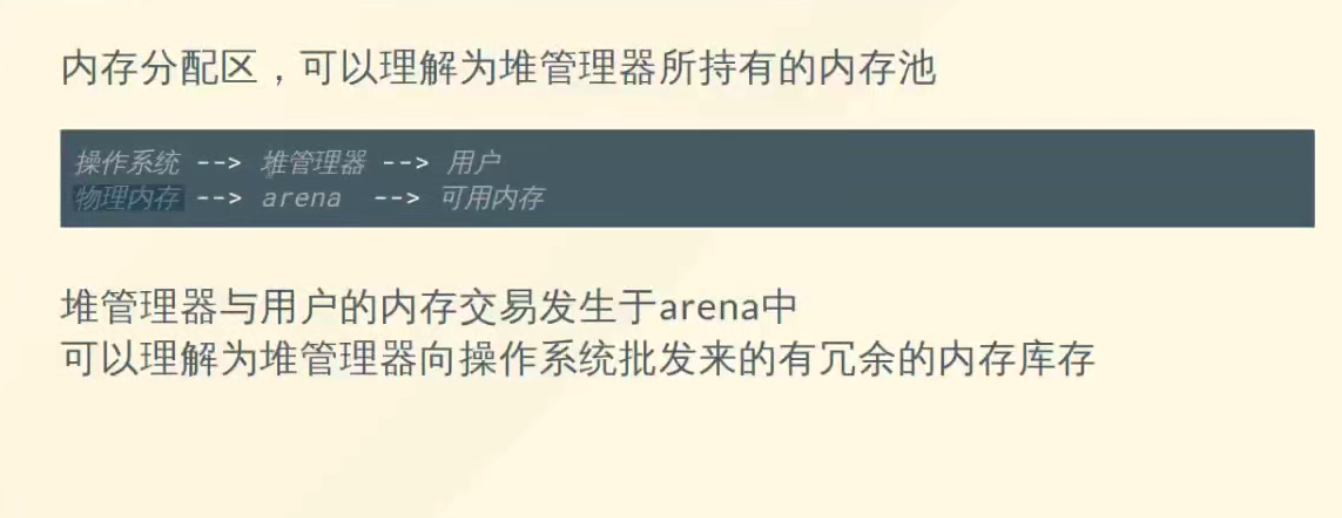 内存分配区，可以理解为堆管理器所持有的内存池
操作系统 --> 堆管理器 --> 用户
物理内存 --> arena --> 可用内存
堆管理器与用户的内存交易发生于arena中
可以理解为堆管理器向操作系统批发来的有冗余的内存库存